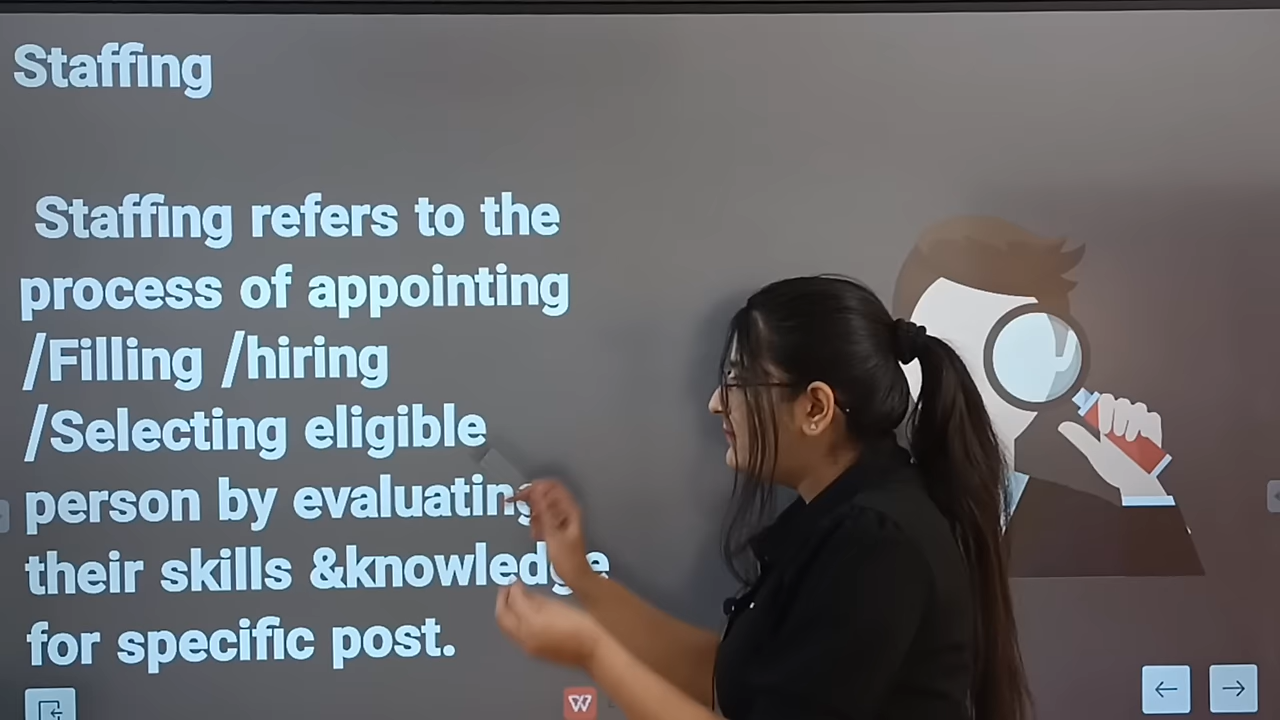 Staffing
Staffing refers to the
process of appointing
/Filling /hiring
/Selecting eligible
person by evaluating
their skills &knowledge
for specific post.